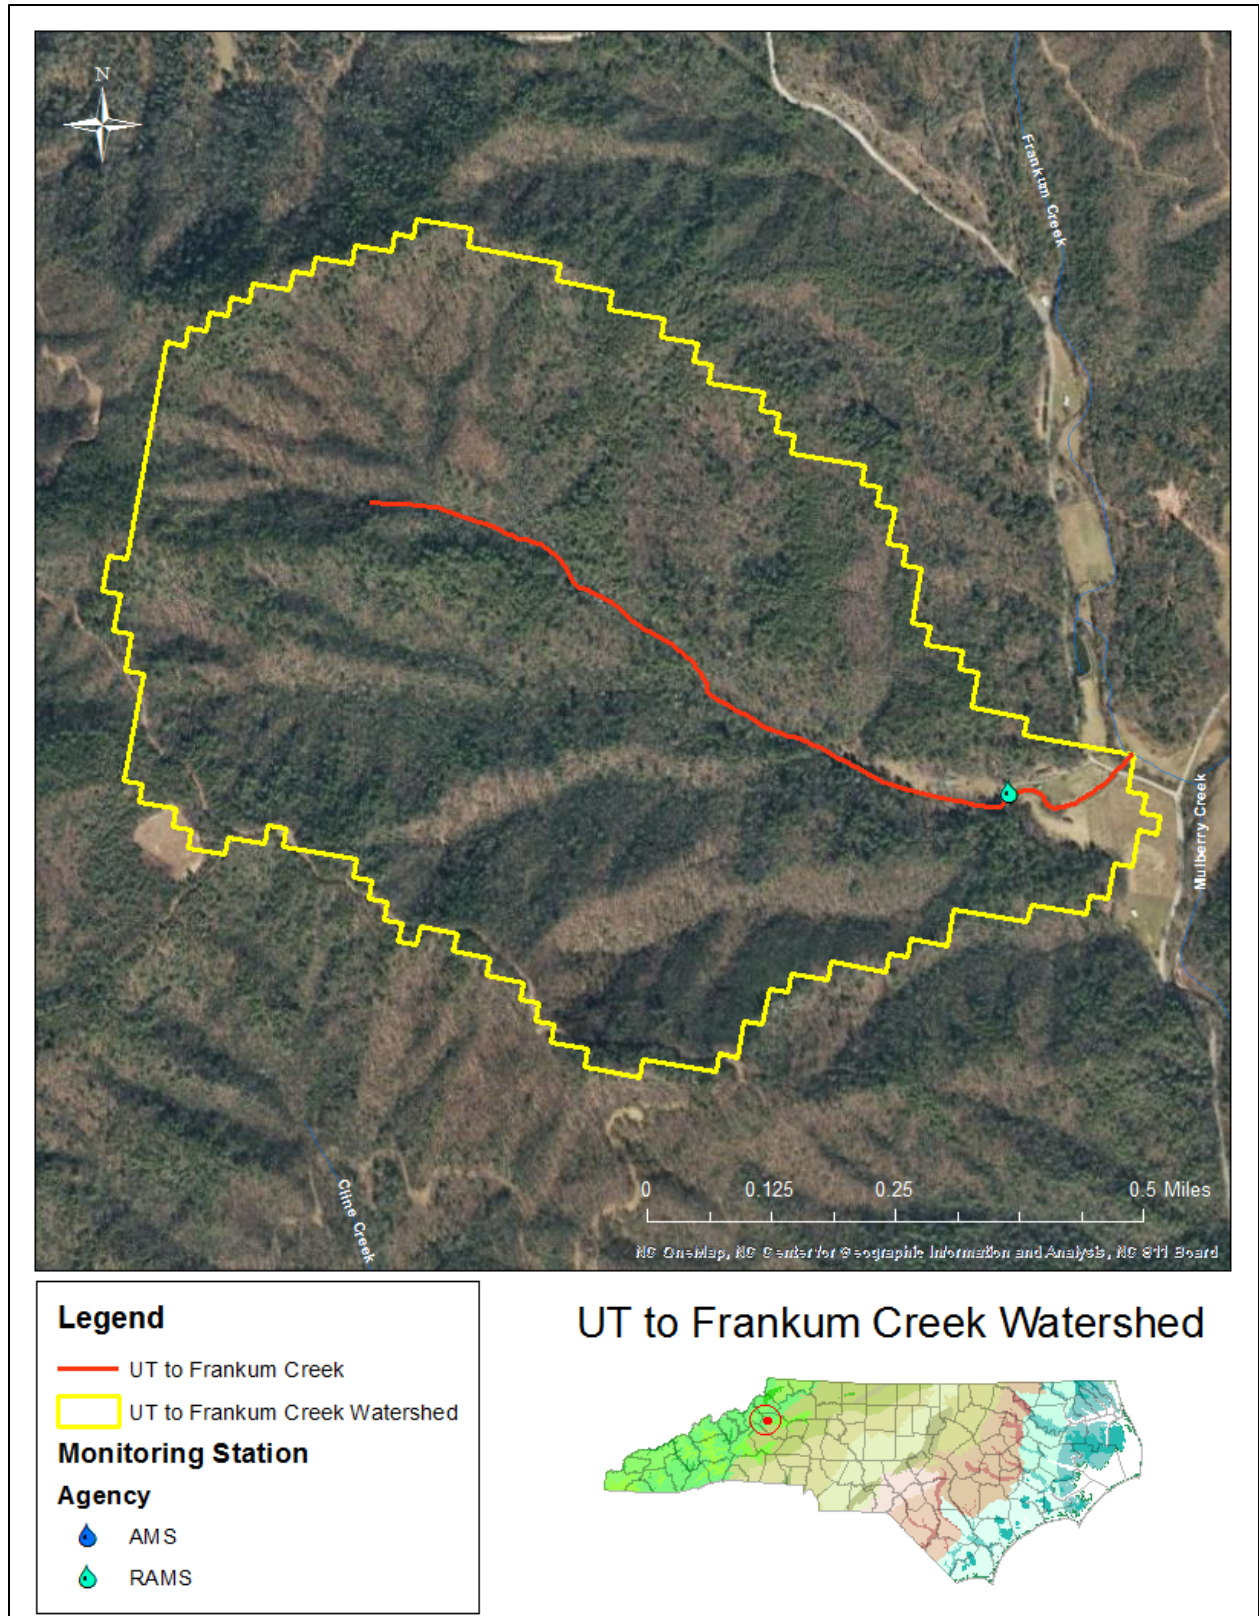 N
Frankum Creek
Mulberry Creek
Cline Creek
0 0.125 0.25 0.5 Miles
NC OneMap, NC Center for Geographic Information and Analysis, NC 911 Board
Legend
UT to Frankum Creek
UT to Frankum Creek Watershed
Monitoring Station
Agency
AMS
RAMS
UT to Frankum Creek Watershed